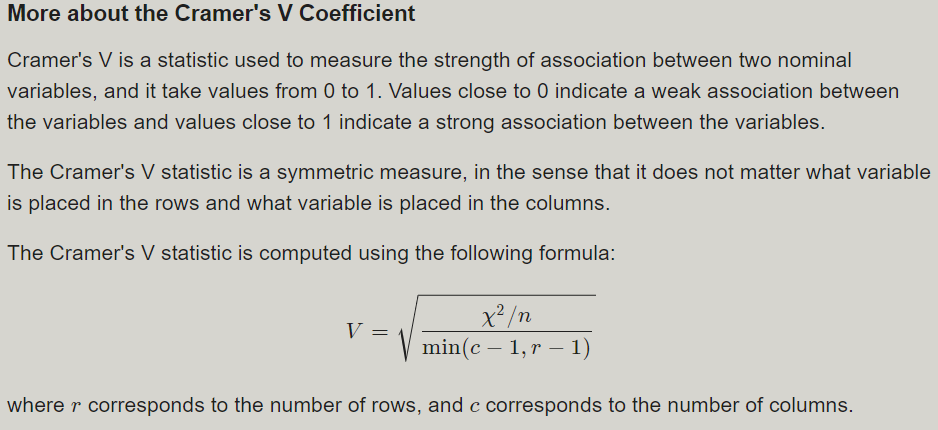 More about the Cramer's V Coefficient
Cramer's V is a statistic used to measure the strength of association between two nominal
variables, and it take values from 0 to 1. Values close to 0 indicate a weak association between
the variables and values close to 1 indicate a strong association between the variables.
The Cramer's V statistic is a symmetric measure, in the sense that it does not matter what variable
is placed in the rows and what variable is placed in the columns.
The Cramer's V statistic is computed using the following formula:
V = √(χ²/n / min(c − 1, r − 1))
where r corresponds to the number of rows, and c corresponds to the number of columns.